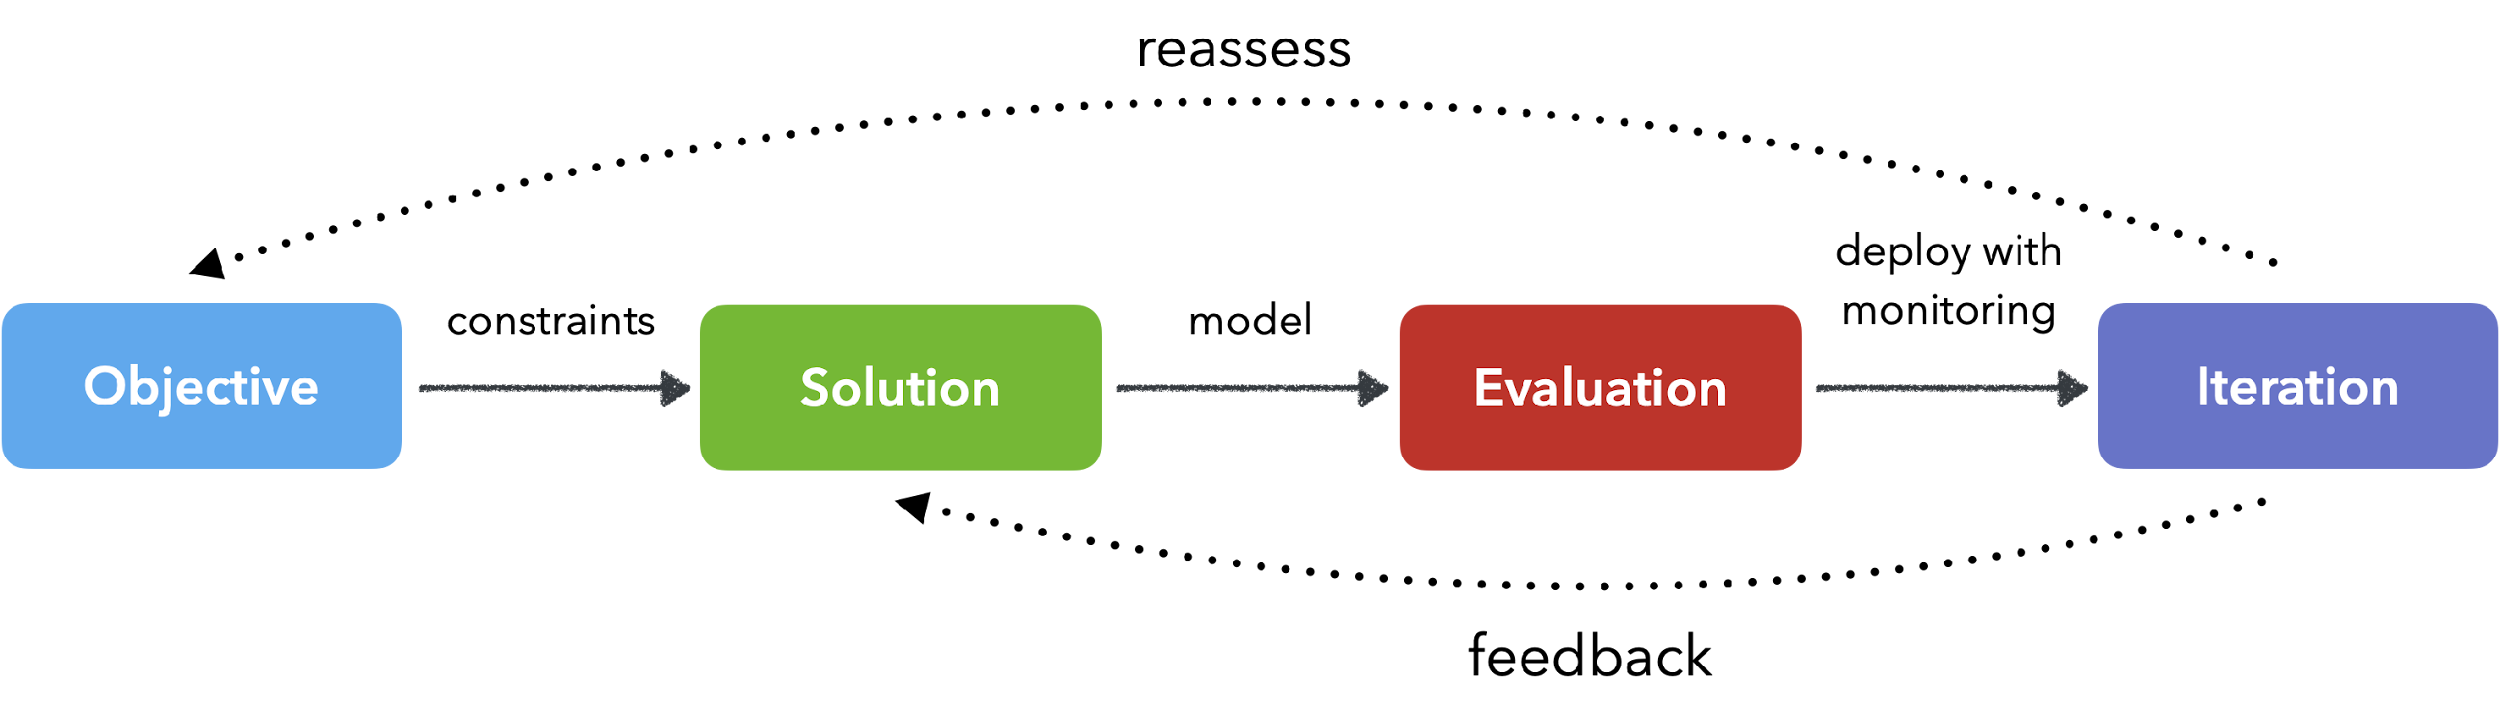 reassess
deploy with
monitoring
constraints
model
Objective
Solution
Evaluation
Iteration
feedback